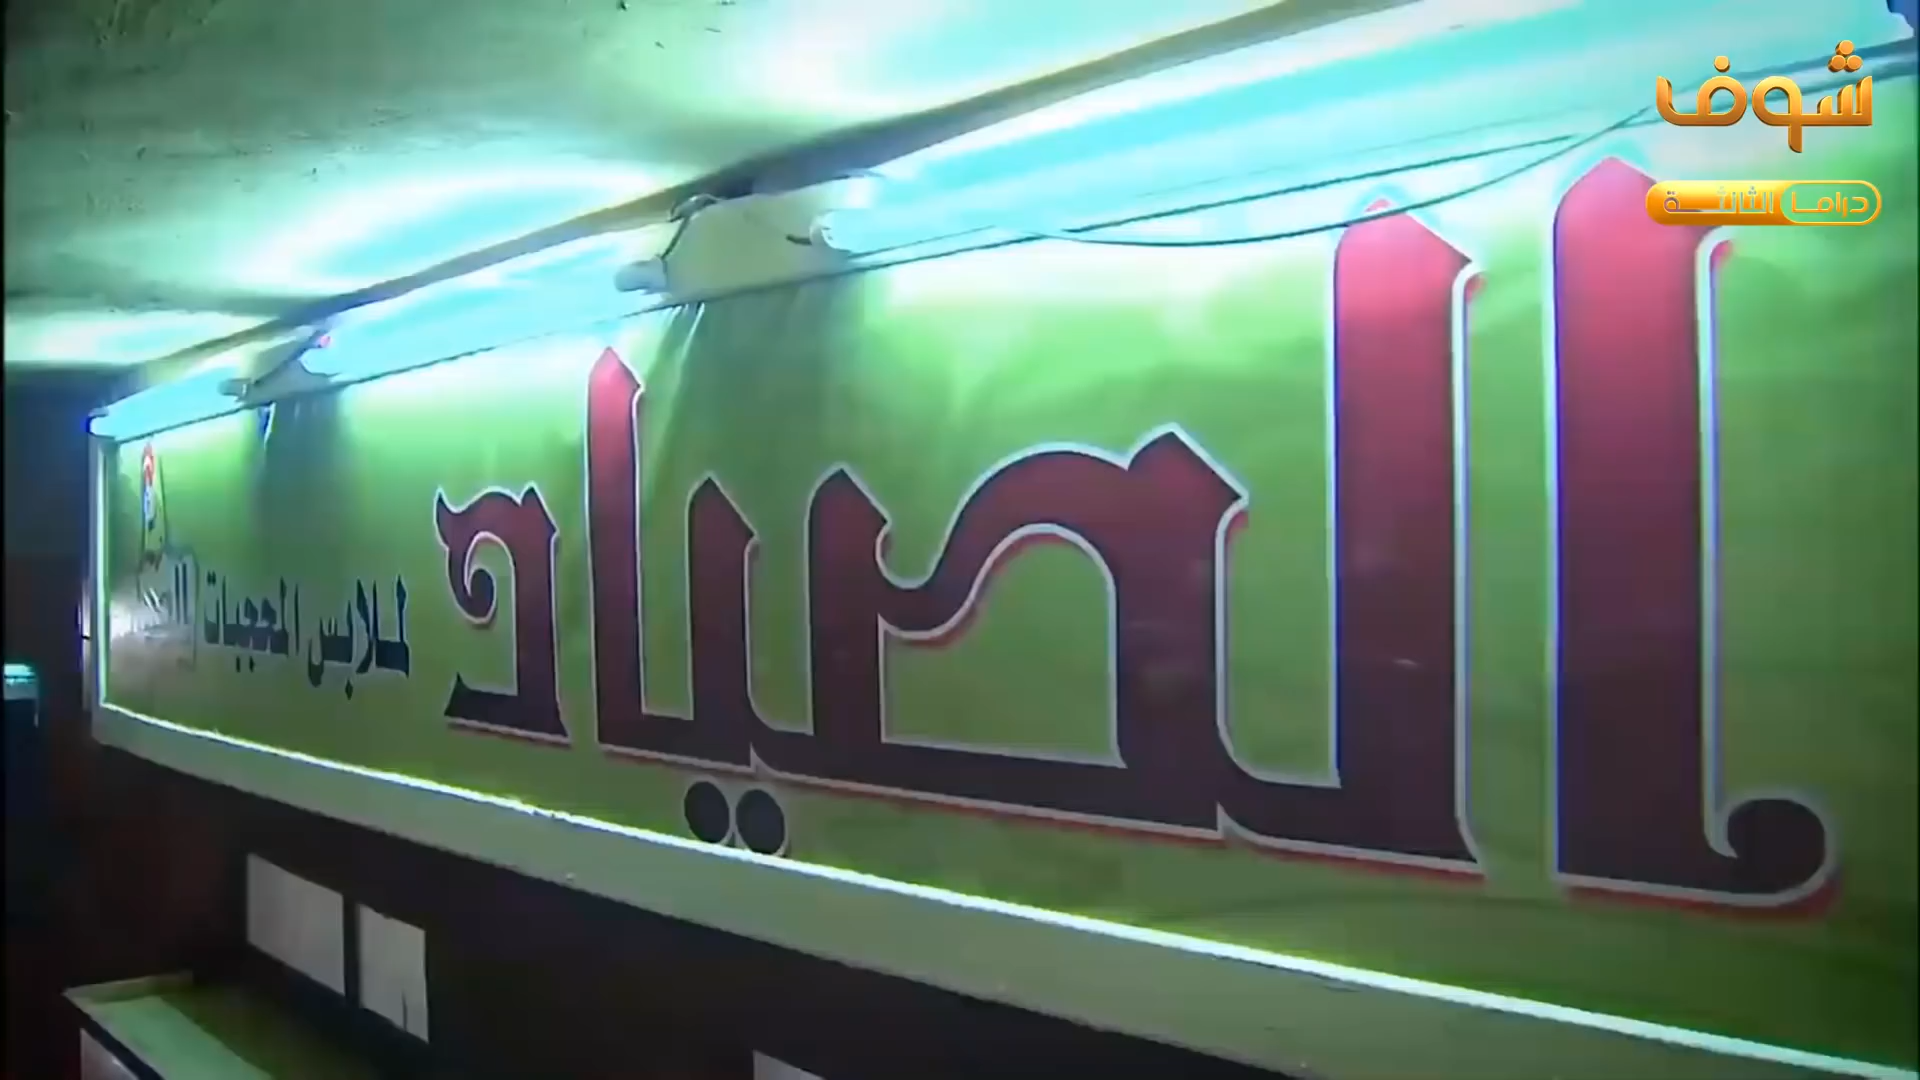 شوف
دراما الثالثة
الصياد
لملابس المحجبات